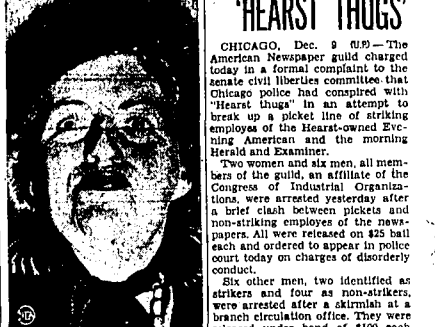 'HEARST THUGS'
CHICAGO, Dec. 9 (U.P.) — The
American Newspaper guild charged
today in a formal complaint to the
senate civil liberties committee that
Chicago police had conspired with
"Hearst thugs" in an attempt to
break up a picket line of striking
employes of the Hearst-owned Eve-
ning American and the morning
Herald and Examiner.
Two women and six men, all mem-
bers of the guild, an affiliate of the
Congress of Industrial Organiza-
tions, were arrested yesterday after
a brief clash between pickets and
non-striking employes of the news-
papers. All were released on $25 bail
each and ordered to appear in police
court today on charges of disorderly
conduct.
Six other men, two identified as
strikers and four as non-strikers,
were arrested after a skirmish at a
branch circulation office. They were
released under bond of $100 each